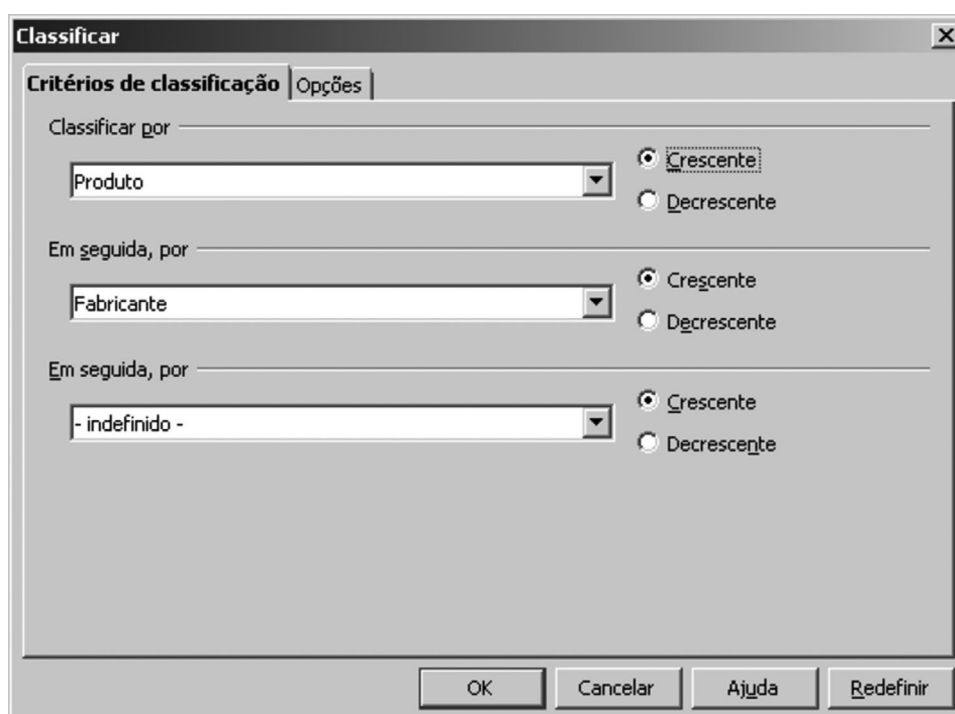 Classificar
Critérios de classificação Opções
Classificar por
Produto
Crescente
Decrescente
Em seguida, por
Fabricante
Crescente
Decrescente
Em seguida, por
- indefinido -
Crescente
Decrescente
OK Cancelar Ajuda Redefinir